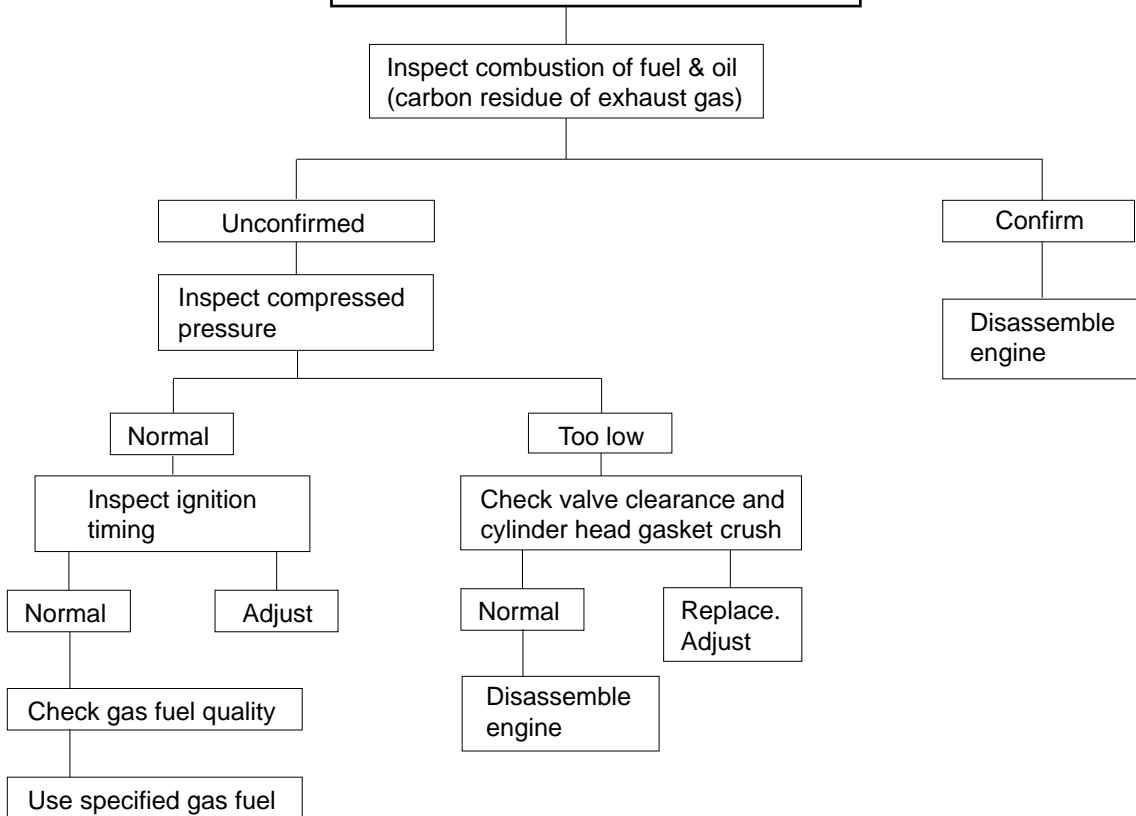 Inspect combustion of fuel & oil
(carbon residue of exhaust gas)
Unconfirmed
Confirm
Inspect compressed
pressure
Disassemble
engine
Normal
Too low
Inspect ignition
timing
Check valve clearance and
cylinder head gasket crush
Normal
Adjust
Normal
Replace.
Adjust
Check gas fuel quality
Disassemble
engine
Use specified gas fuel